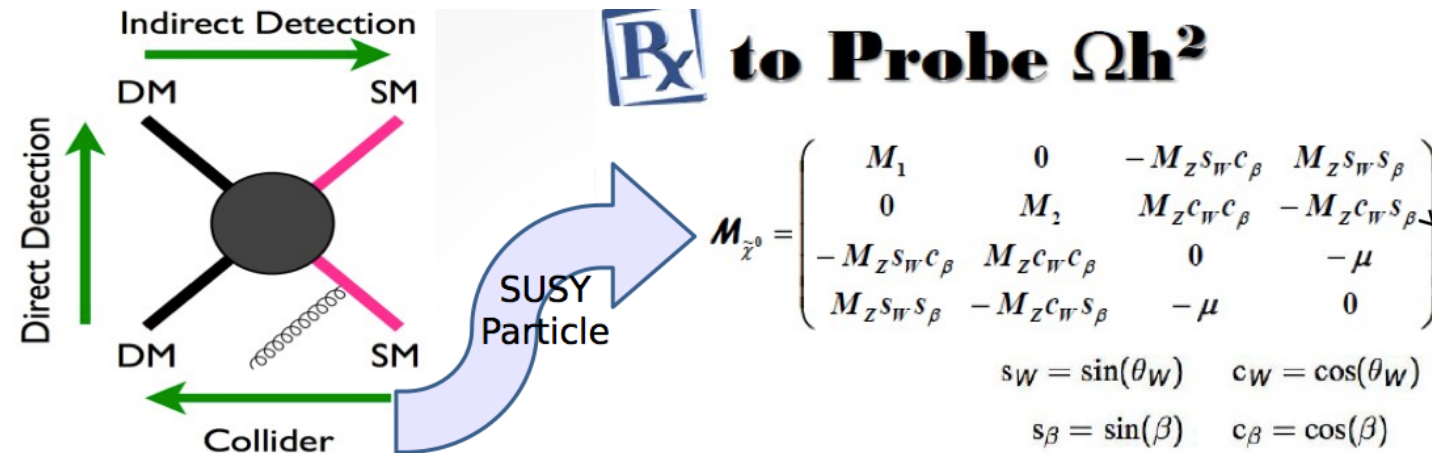 Indirect Detection
DM SM
Direct Detection
DM SM
Collider
SUSY
Particle
Rx to Probe Ωh²
M_χ̃⁰ = ( M₁ 0 −M_Z s_W c_β M_Z s_W s_β
0 M₂ M_Z c_W c_β −M_Z c_W s_β
−M_Z s_W c_β M_Z c_W c_β 0 −μ
M_Z s_W s_β −M_Z c_W s_β −μ 0 )
s_W = sin(θ_W) c_W = cos(θ_W)
s_β = sin(β) c_β = cos(β)